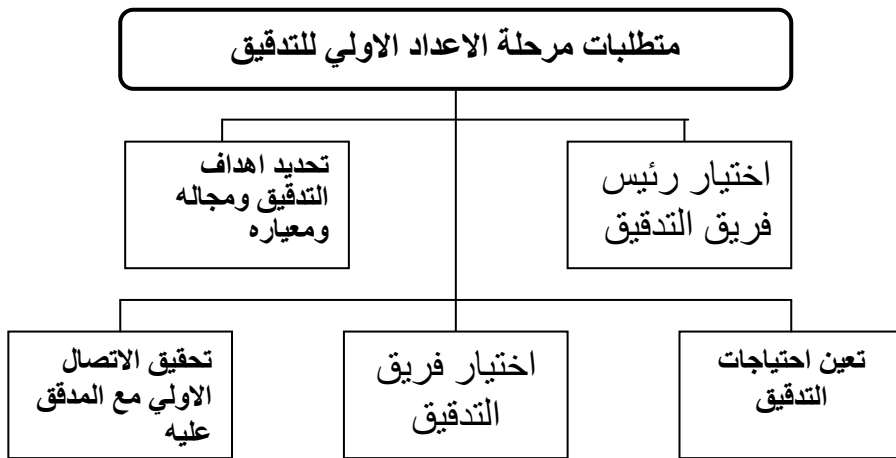 متطلبات مرحلة الاعداد الاولي للتدقيق
اختيار رئيس
فريق التدقيق
تحديد اهداف
التدقيق ومجاله
ومعياره
تعين احتياجات
التدقيق
اختيار فريق
التدقيق
تحقيق الاتصال
الاولي مع المدقق
عليه